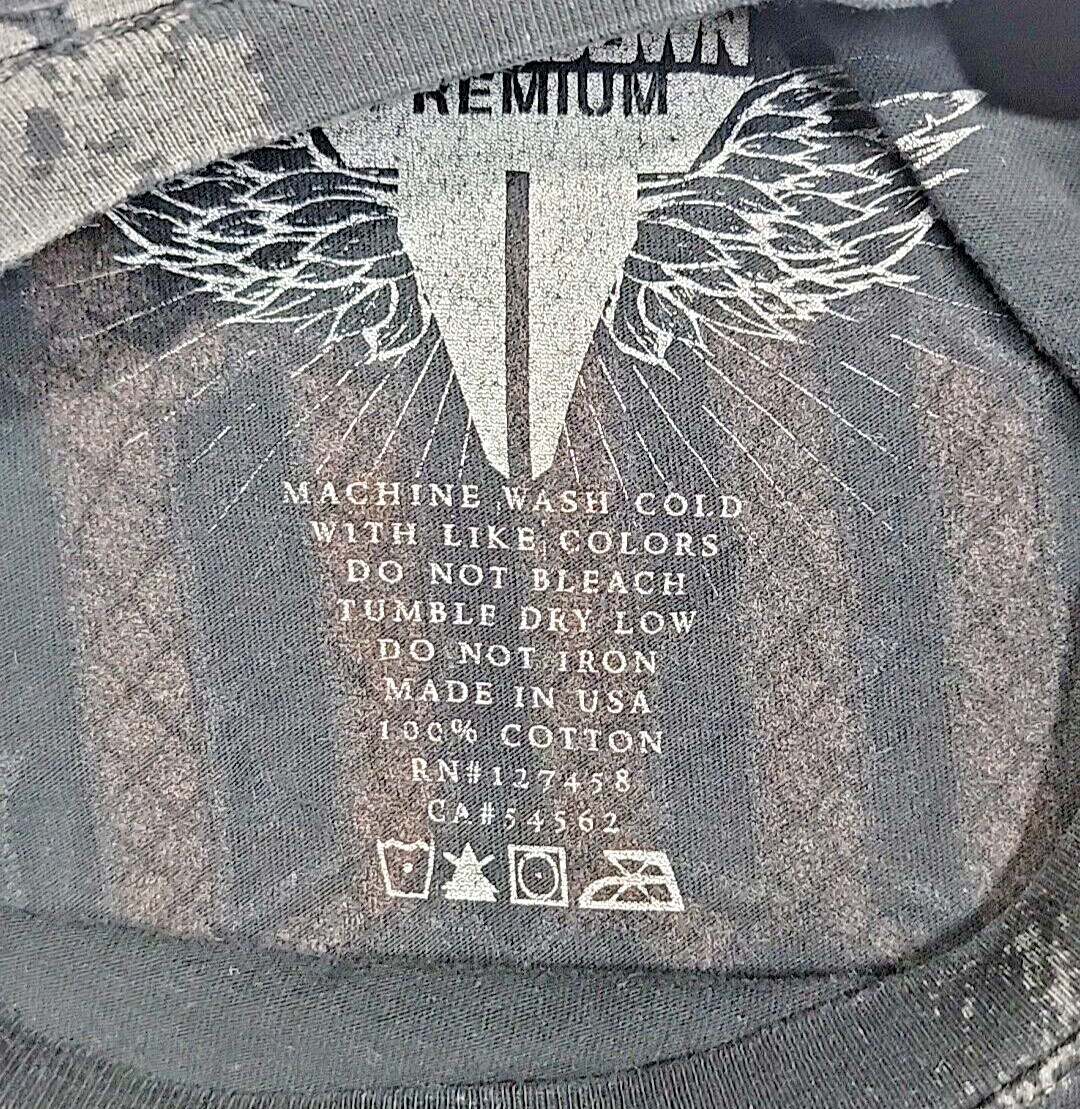 REMIUM
MACHINE WASH COLD
WITH LIKE COLORS
DO NOT BLEACH
TUMBLE DRY LOW
DO NOT IRON
MADE IN USA
100% COTTON
RN#127458
CA#54562